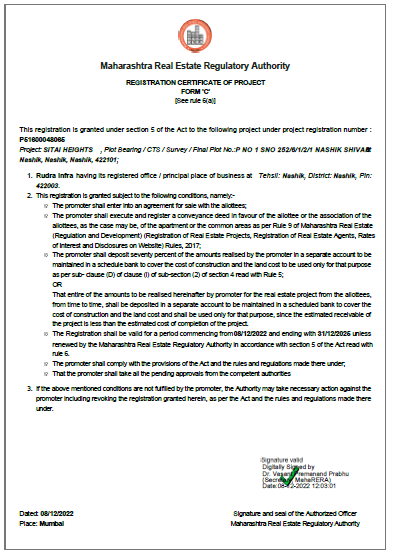 Maharashtra Real Estate Regulatory Authority
REGISTRATION CERTIFICATE OF PROJECT
FORM 'C'
[See rule 6(a)]
This registration is granted under section 5 of the Act to the following project under project registration number :
P51600048065
Project: SITAI HEIGHTS , Plot Bearing / CTS / Survey / Final Plot No.:P NO 1 SNO 252/6/1/2/1 NASHIK SHIVAR at
Nashik, Nashik, Nashik, 422101;
1. Rudra Infra having its registered office / principal place of business at Tehsil: Nashik, District: Nashik, Pin:
422003.
2. This registration is granted subject to the following conditions, namely:-
The promoter shall enter into an agreement for sale with the allottees;
The promoter shall execute and register a conveyance deed in favour of the allottee or the association of the
allottees, as the case may be, of the apartment or the common areas as per Rule 9 of Maharashtra Real Estate
(Regulation and Development) (Registration of Real Estate Projects, Registration of Real Estate Agents, Rates
of Interest and Disclosures on Website) Rules, 2017;
The promoter shall deposit seventy percent of the amounts realised by the promoter in a separate account to be
maintained in a schedule bank to cover the cost of construction and the land cost to be used only for that purpose
as per sub- clause (D) of clause (l) of sub-section (2) of section 4 read with Rule 5;
OR
That entire of the amounts to be realised hereinafter by promoter for the real estate project from the allottees,
from time to time, shall be deposited in a separate account to be maintained in a scheduled bank to cover the
cost of construction and the land cost and shall be used only for that purpose, since the estimated receivable of
the project is less than the estimated cost of completion of the project.
The Registration shall be valid for a period commencing from 08/12/2022 and ending with 31/12/2025 unless
renewed by the Maharashtra Real Estate Regulatory Authority in accordance with section 5 of the Act read with
rule 6.
The promoter shall comply with the provisions of the Act and the rules and regulations made there under;
That the promoter shall take all the pending approvals from the competent authorities
3. If the above mentioned conditions are not fulfilled by the promoter, the Authority may take necessary action against the
promoter including revoking the registration granted herein, as per the Act and the rules and regulations made there
under.
Signature valid
Digitally Signed by
Dr. Vasant Premanand Prabhu
(Secretary, MahaRERA)
Date:08-12-2022 12:03:01
Dated: 08/12/2022
Signature and seal of the Authorized Officer
Place: Mumbai
Maharashtra Real Estate Regulatory Authority